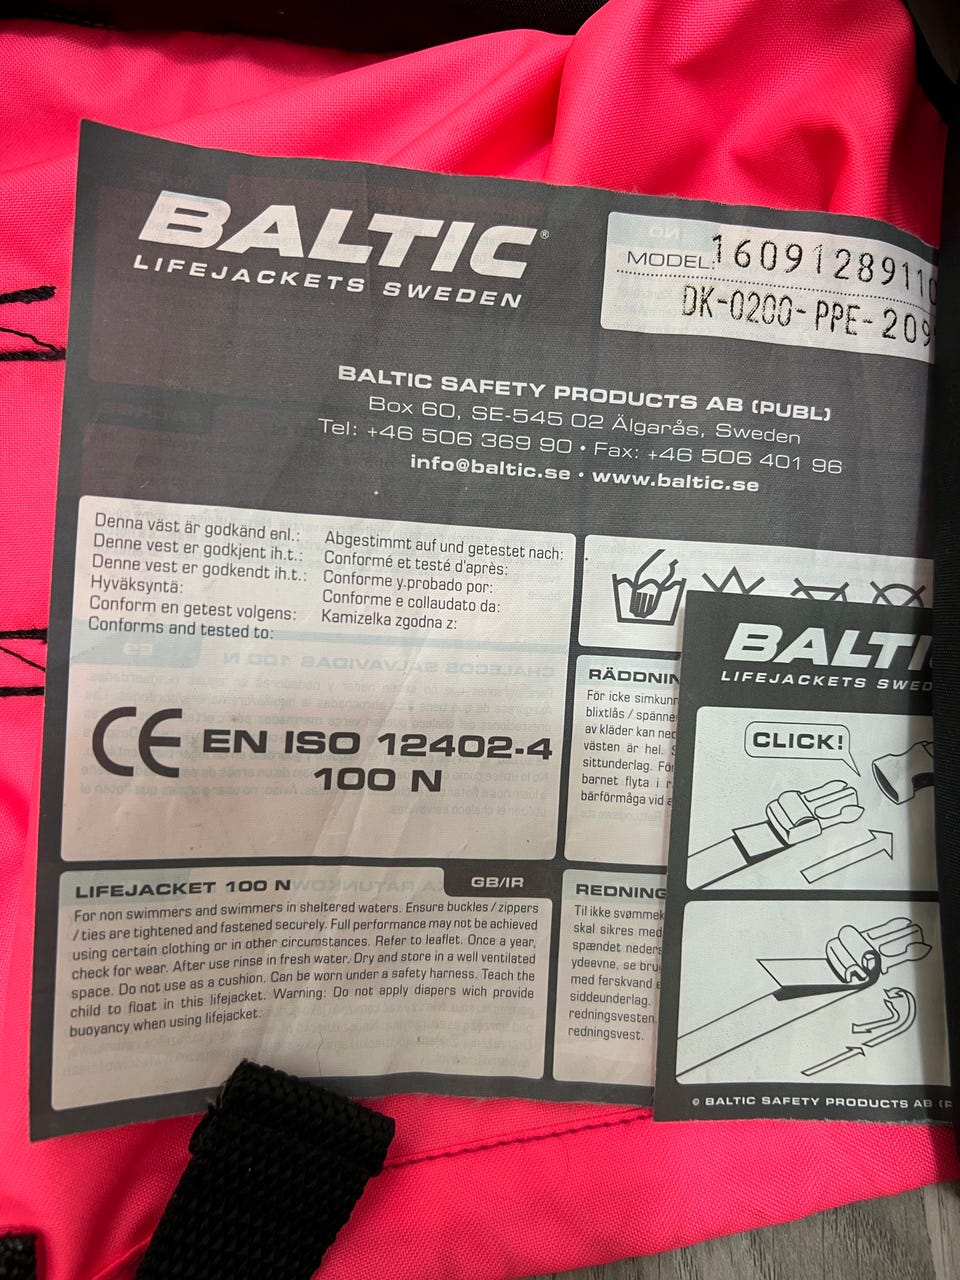 BALTIC®
LIFEJACKETS SWEDEN
MODEL: 1609128911
DK-0200-PPE-209
BALTIC SAFETY PRODUCTS AB (PUBL)
Box 60, SE-545 02 Älgarås, Sweden
Tel: +46 506 369 90 • Fax: +46 506 401 96
info@baltic.se • www.baltic.se
Denna väst är godkänd enl.:
Denne vest er godkjent ih.t.:
Denne vest er godkendt ih.t.:
Hyväksyntä:
Conform en getest volgens:
Conforms and tested to:
Abgestimmt auf und getestet nach:
Conformé et testé d'après:
Conforme y.probado por:
Conforme e collaudato da:
Kamizelka zgodna z:
CE EN ISO 12402-4
100 N
LIFEJACKET 100 N
GB/IR
For non swimmers and swimmers in sheltered waters. Ensure buckles / zippers
/ ties are tightened and fastened securely. Full performance may not be achieved
using certain clothing or in other circumstances. Refer to leaflet. Once a year,
check for wear. After use rinse in fresh water. Dry and store in a well ventilated
space. Do not use as a cushion. Can be worn under a safety harness. Teach the
child to float in this lifejacket. Warning: Do not apply diapers wich provide
buoyancy when using lifejacket.
RÄDDNIN
För icke simkunn
blixtlås / spänne
av kläder kan ned
västen är hel. S
sittunderlag. För
barnet flyta i r
bärförmåga vid a
REDNING
Til ikke svømmek
skal sikres med
spændet neders
ydeevne, se bru
med ferskvand e
siddeunderlag.
redningsvesten.
redningsvest.
BALTI
LIFEJACKETS SWED
CLICK!
© BALTIC SAFETY PRODUCTS AB (P